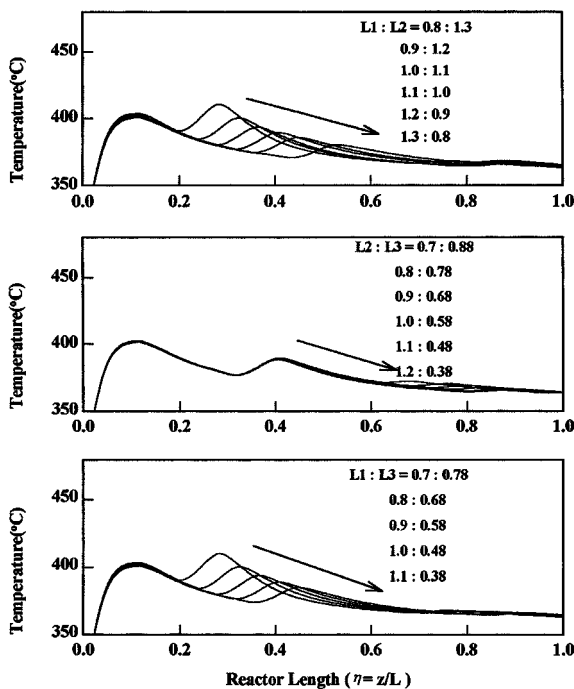 Temperature(°C)
450
400
350
L1 : L2 = 0.8 : 1.3
0.9 : 1.2
1.0 : 1.1
1.1 : 1.0
1.2 : 0.9
1.3 : 0.8
0.0 0.2 0.4 0.6 0.8 1.0
Temperature(°C)
450
400
350
L2 : L3 = 0.7 : 0.88
0.8 : 0.78
0.9 : 0.68
1.0 : 0.58
1.1 : 0.48
1.2 : 0.38
0.0 0.2 0.4 0.6 0.8 1.0
Temperature(°C)
450
400
350
L1 : L3 = 0.7 : 0.78
0.8 : 0.68
0.9 : 0.58
1.0 : 0.48
1.1 : 0.38
0.0 0.2 0.4 0.6 0.8 1.0
Reactor Length ( η = z/L )